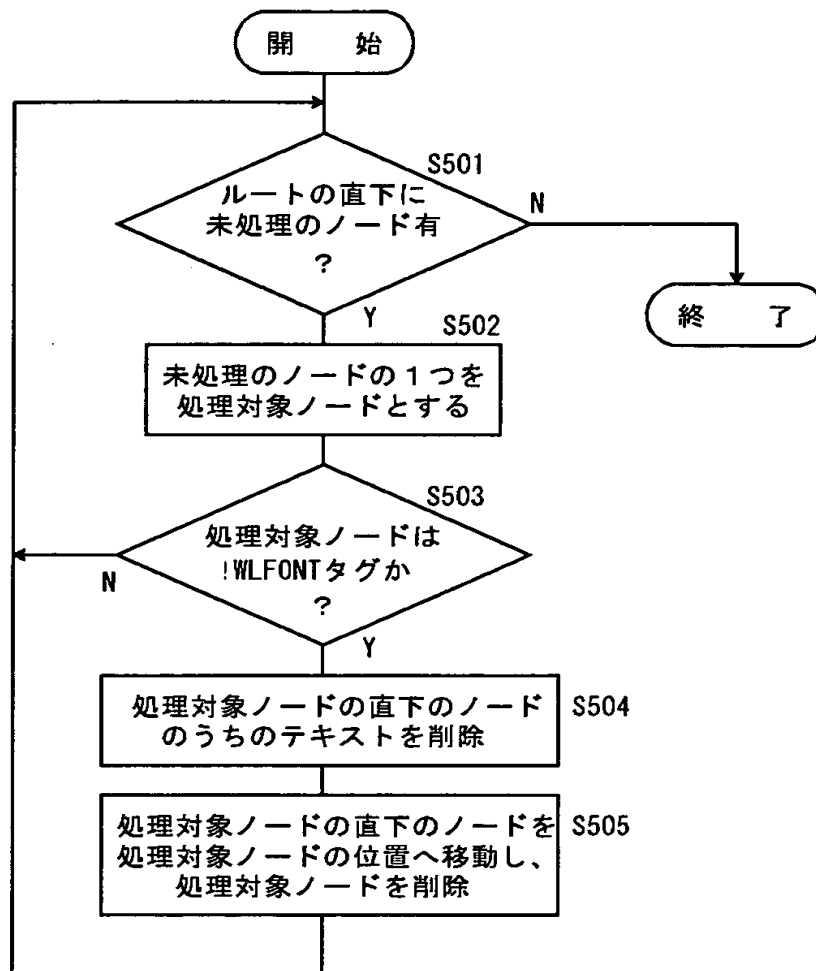 開 始
S501
ルートの直下に
未処理のノード有
?
N
Y
終 了
S502
未処理のノードの1つを
処理対象ノードとする
S503
処理対象ノードは
!WLFONTタグか
?
N
Y
処理対象ノードの直下のノード
のうちのテキストを削除
S504
処理対象ノードの直下のノードを
処理対象ノードの位置へ移動し、
処理対象ノードを削除
S505